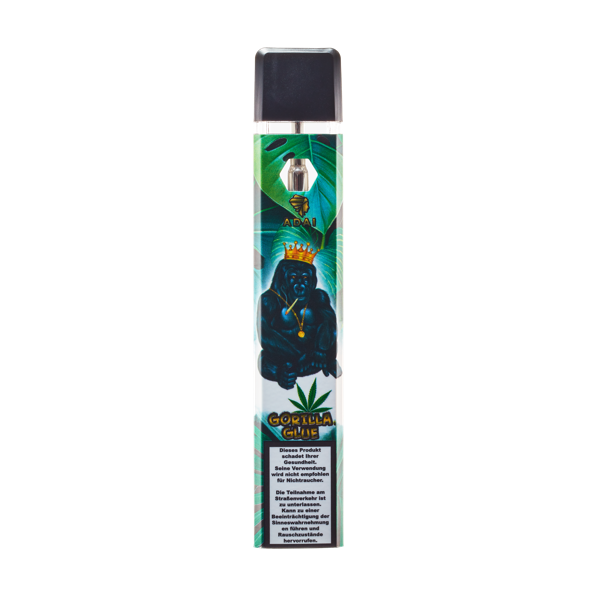 ADAI
GORILLA
GLUE
Dieses Produkt
schadet Ihrer
Gesundheit.
Seine Verwendung
wird nicht empfohlen
für Nichtraucher.
Die Teilnahme am
Straßenverkehr ist
zu unterlassen.
Kann zu einer
Beeinträchtigung der
Sinneswahrnehmung
en führen und
Rauschzustände
hervorrufen.